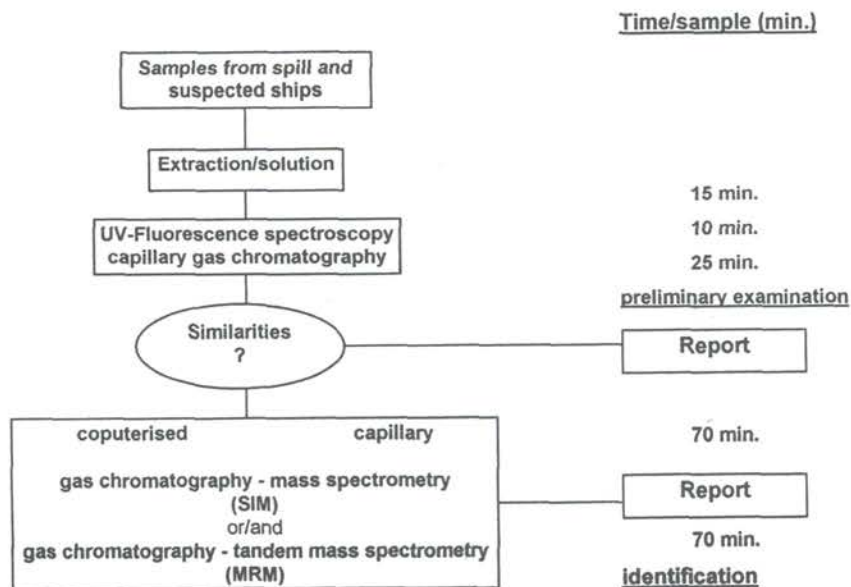 Time/sample (min.)
Samples from spill and
suspected ships
Extraction/solution
15 min.
UV-Fluorescence spectroscopy
10 min.
capillary gas chromatography
25 min.
preliminary examination
Similarities
?
Report
coputerised capillary
70 min.
gas chromatography - mass spectrometry
(SIM)
Report
or/and
gas chromatography - tandem mass spectrometry
(MRM)
70 min.
identification